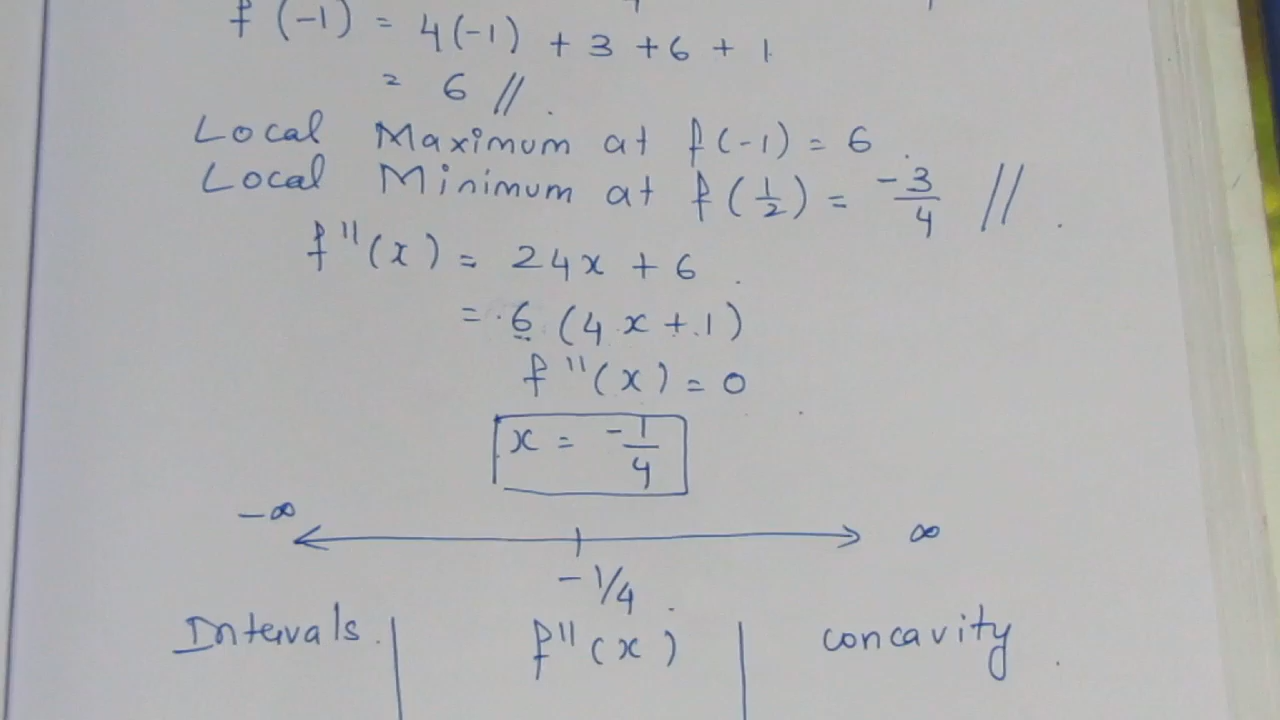 f (-1) = 4(-1) + 3 + 6 + 1
= 6 //.
Local Maximum at f(-1) = 6.
Local Minimum at f(1/2) = -3/4 //.
f"(x) = 24x + 6.
= 6 (4x + 1)
f"(x) = 0
x = -1/4
-∞ ∞
-1/4.
Intervals. f"(x) concavity.